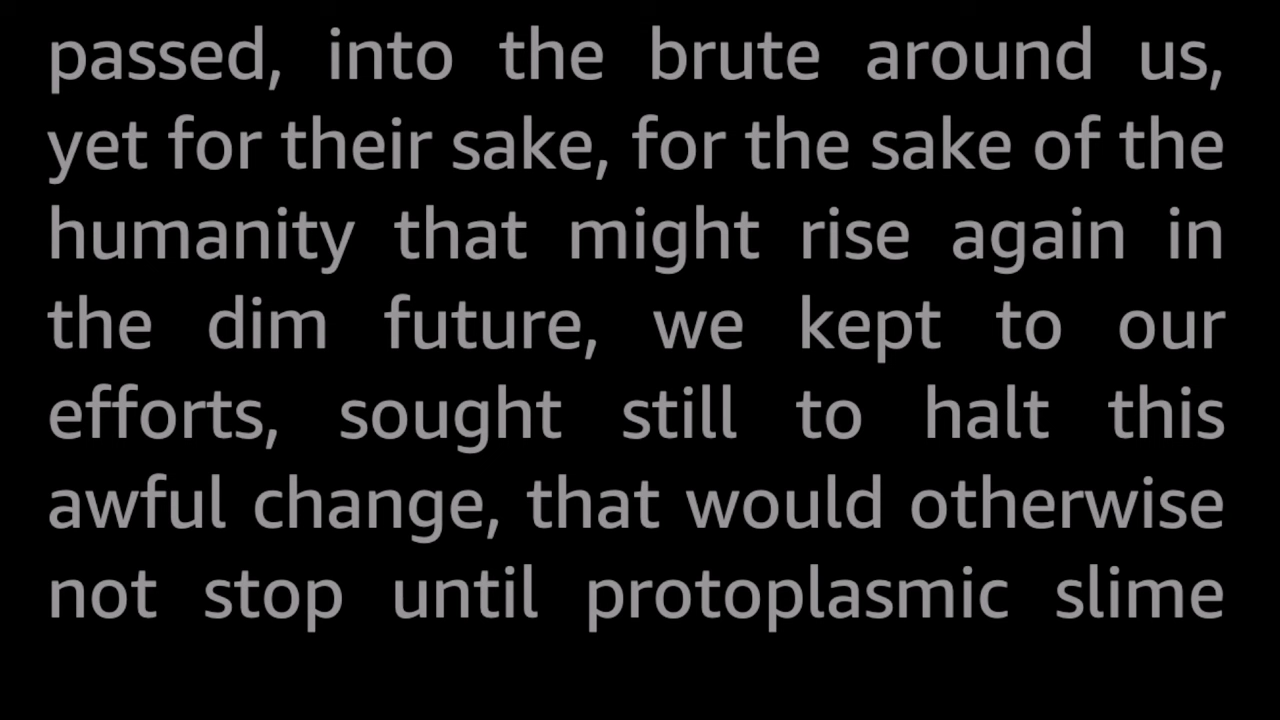 passed, into the brute around us,
yet for their sake, for the sake of the
humanity that might rise again in
the dim future, we kept to our
efforts, sought still to halt this
awful change, that would otherwise
not stop until protoplasmic slime